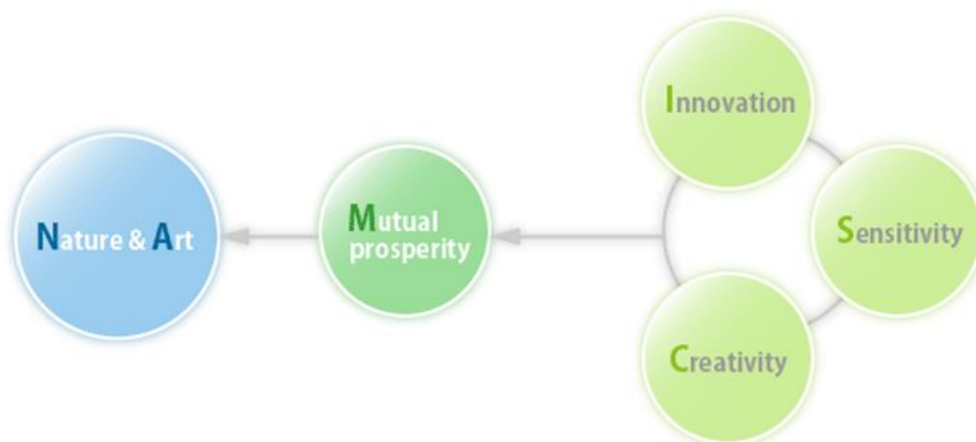 Nature & Art
Mutual
prosperity
Innovation
Sensitivity
Creativity